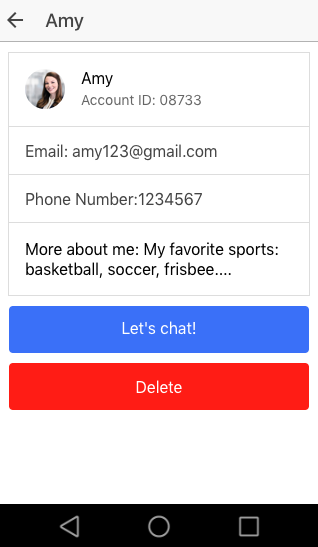 Amy
Amy
Account ID: 08733
Email: amy123@gmail.com
Phone Number:1234567
More about me: My favorite sports:
basketball, soccer, frisbee....
Let's chat!
Delete